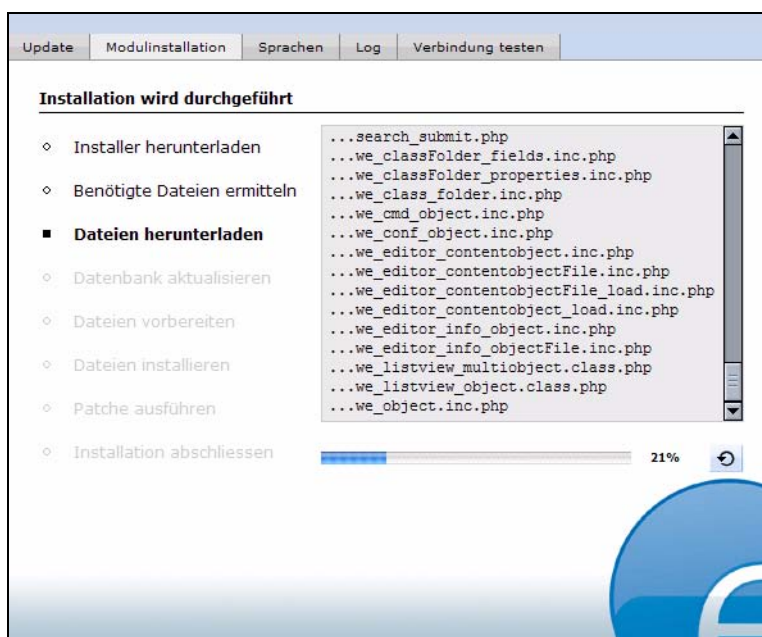 Update Modulinstallation Sprachen Log Verbindung testen
Installation wird durchgeführt
Installer herunterladen
Benötigte Dateien ermitteln
Dateien herunterladen
Datenbank aktualisieren
Dateien vorbereiten
Dateien installieren
Patche ausführen
Installation abschliessen
...search_submit.php
...we_classFolder_fields.inc.php
...we_classFolder_properties.inc.php
...we_class_folder.inc.php
...we_cmd_object.inc.php
...we_conf_object.inc.php
...we_editor_contentobject.inc.php
...we_editor_contentobjectFile.inc.php
...we_editor_contentobjectFile_load.inc.php
...we_editor_contentobject_load.inc.php
...we_editor_info_object.inc.php
...we_editor_info_objectFile.inc.php
...we_listview_multiobject.class.php
...we_listview_object.class.php
...we_object.inc.php
21%
e